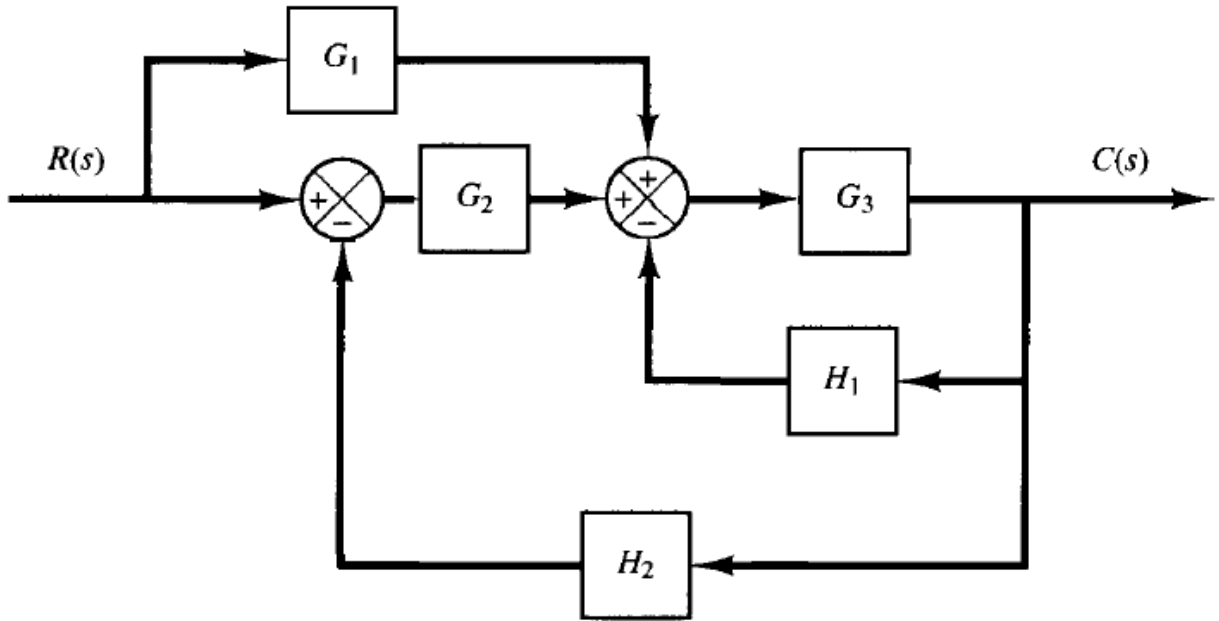 G₁
R(s)
C(s)
+
−
G₂
+
+
−
G₃
H₁
H₂